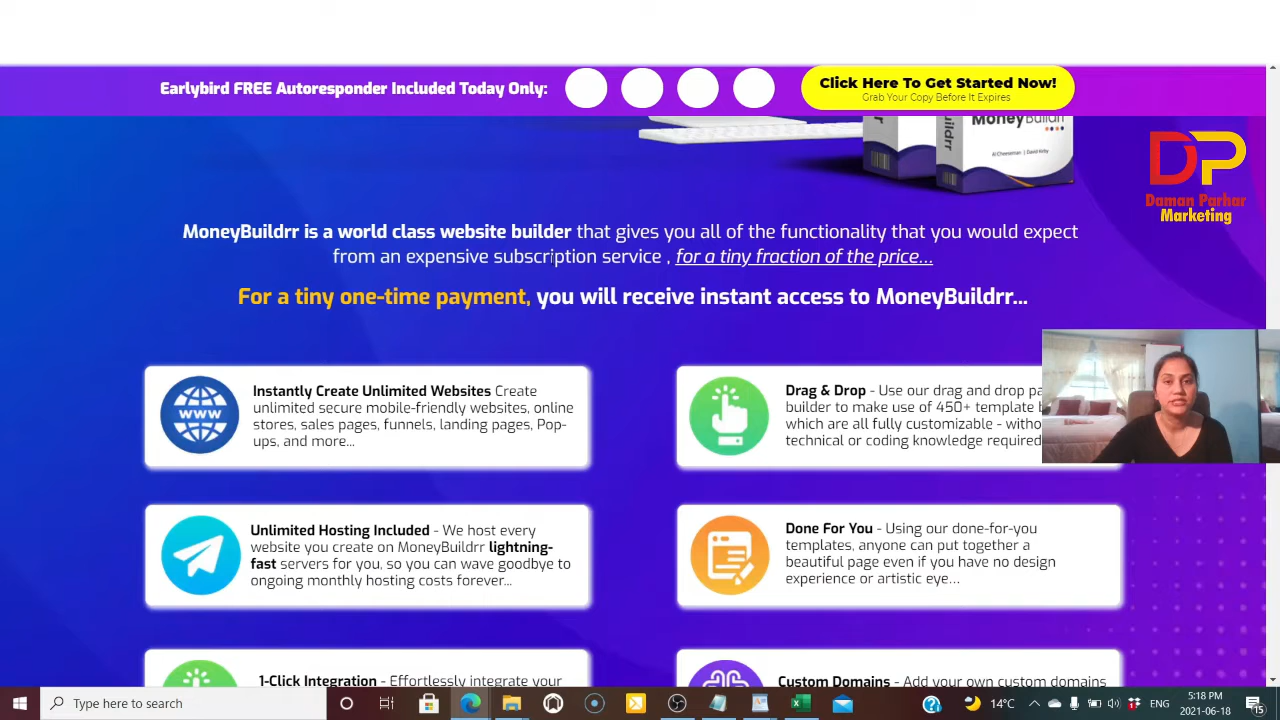 Earlybird FREE Autoresponder Included Today Only:
Click Here To Get Started Now!
Grab Your Copy Before It Expires
MoneyBuildrr
Al Cheeseman | David Kirby
DP
Daman Parhar
Marketing
MoneyBuildrr is a world class website builder that gives you all of the functionality that you would expect
from an expensive subscription service , for a tiny fraction of the price...
For a tiny one-time payment, you will receive instant access to MoneyBuildrr...
Instantly Create Unlimited Websites Create
unlimited secure mobile-friendly websites, online
stores, sales pages, funnels, landing pages, Pop-
ups, and more...
Drag & Drop - Use our drag and drop
builder to make use of 450+ template
which are all fully customizable -
technical or coding knowledge required
Unlimited Hosting Included - We host every
website you create on MoneyBuildrr lightning-
fast servers for you, so you can wave goodbye to
ongoing monthly hosting costs forever...
Done For You - Using our done-for-you
templates, anyone can put together a
beautiful page even if you have no design
experience or artistic eye...
1-Click Integration - Effortlessly integrate your
Custom Domains - Add your own custom domains
Type here to search
14°C
ENG
5:18 PM
2021-06-18
15